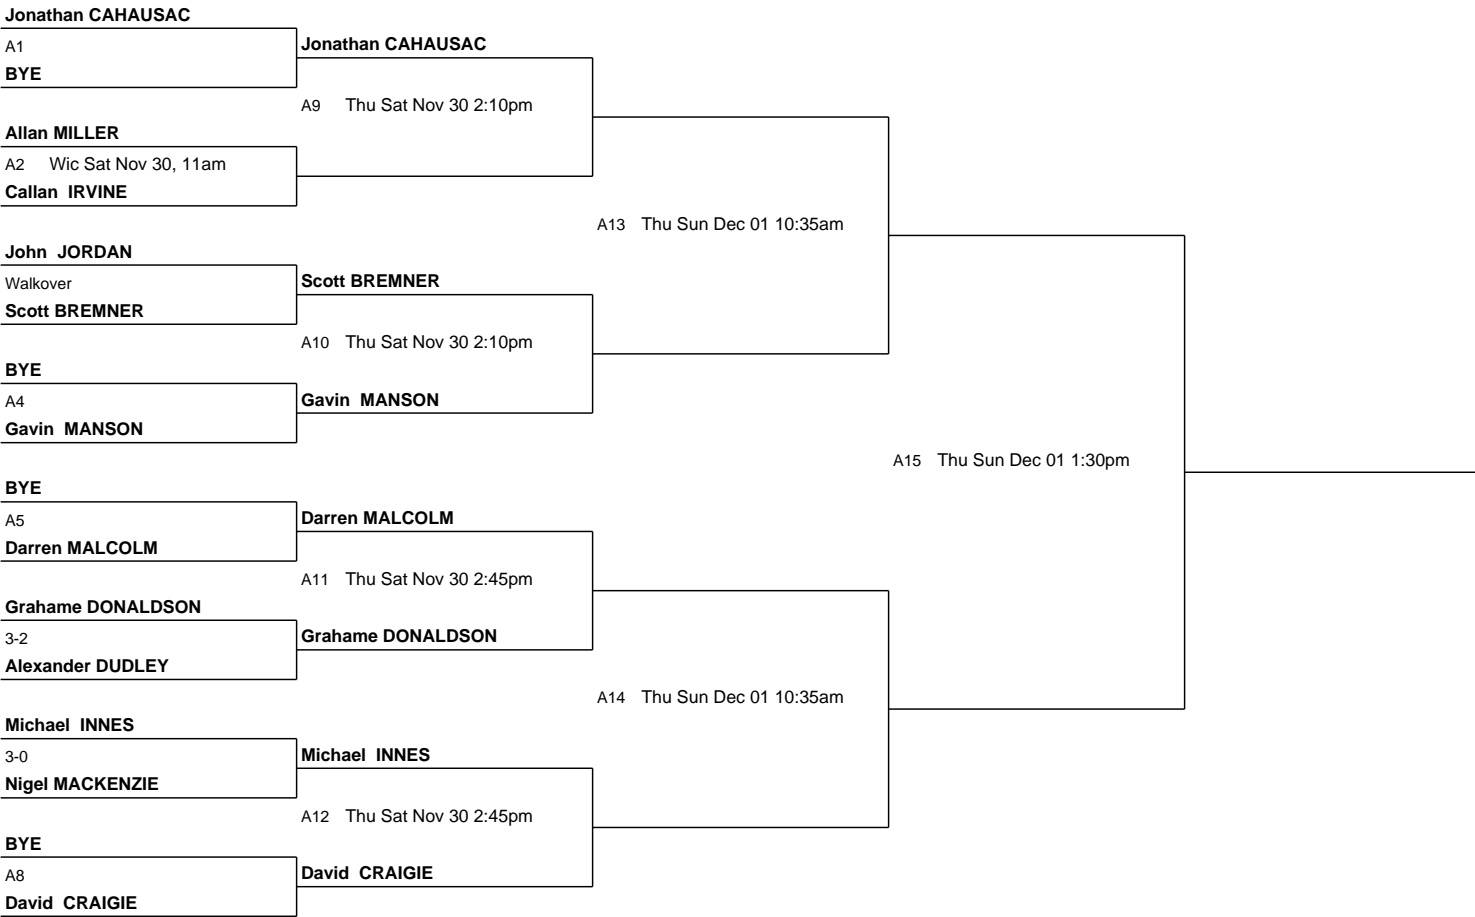 Jonathan CAHAUSAC
A1
BYE
Jonathan CAHAUSAC
A9 Thu Sat Nov 30 2:10pm
Allan MILLER
A2 Wic Sat Nov 30, 11am
Callan IRVINE
A13 Thu Sun Dec 01 10:35am
John JORDAN
Walkover
Scott BREMNER
Scott BREMNER
A10 Thu Sat Nov 30 2:10pm
BYE
A4
Gavin MANSON
Gavin MANSON
A15 Thu Sun Dec 01 1:30pm
BYE
A5
Darren MALCOLM
Darren MALCOLM
A11 Thu Sat Nov 30 2:45pm
Grahame DONALDSON
3-2
Alexander DUDLEY
Grahame DONALDSON
A14 Thu Sun Dec 01 10:35am
Michael INNES
3-0
Nigel MACKENZIE
Michael INNES
A12 Thu Sat Nov 30 2:45pm
BYE
A8
David CRAIGIE
David CRAIGIE